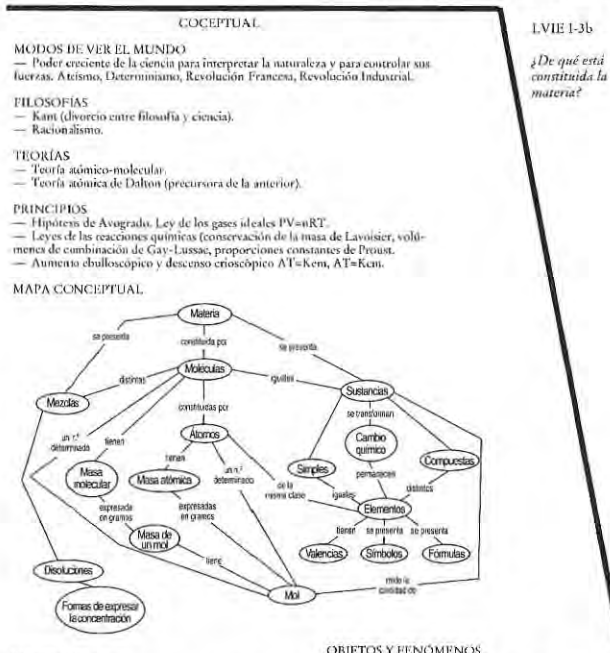 COCEPTUAL
LVIE I-3b
¿De qué está
constituida la
materia?
MODOS DE VER EL MUNDO
— Poder creciente de la ciencia para interpretar la naturaleza y para controlar sus
fuerzas. Ateísmo, Determinismo, Revolución Francesa, Revolución Industrial.
FILOSOFÍAS
— Kant (divorcio entre filosofía y ciencia).
— Racionalismo.
TEORÍAS
— Teoría atómico-molecular.
— Teoría atómica de Dalton (precursora de la anterior).
PRINCIPIOS
— Hipótesis de Avogrado. Ley de los gases ideales PV=nRT.
— Leyes de las reacciones químicas (conservación de la masa de Lavoisier, volú-
menes de combinación de Gay-Lussac, proporciones constantes de Proust.
— Aumento ebulloscópico y descenso crioscópico AT=Kem, AT=Kcm.
MAPA CONCEPTUAL
Materia
se presenta
constituida por
se presenta
Moléculas
distintas
iguales
Mezclas
Sustancias
constituidas por
se transforman
un n.º
determinado
tienen
Átomos
Cambio
químico
Compuestas
Simples
tienen
un n.º
determinado
de la
misma clase
permaneces
Masa
molecular
Masa atómica
iguales
distintos
Elementos
expresada
en gramos
expresadas
en gramos
tienen
se presenta
se presenta
Masa de
un mol
Valencias
Símbolos
Fórmulas
tiene
Disoluciones
mide la
cantidad de
Mol
Formas de expresar
la concentración
OBJETOS Y FENÓMENOS